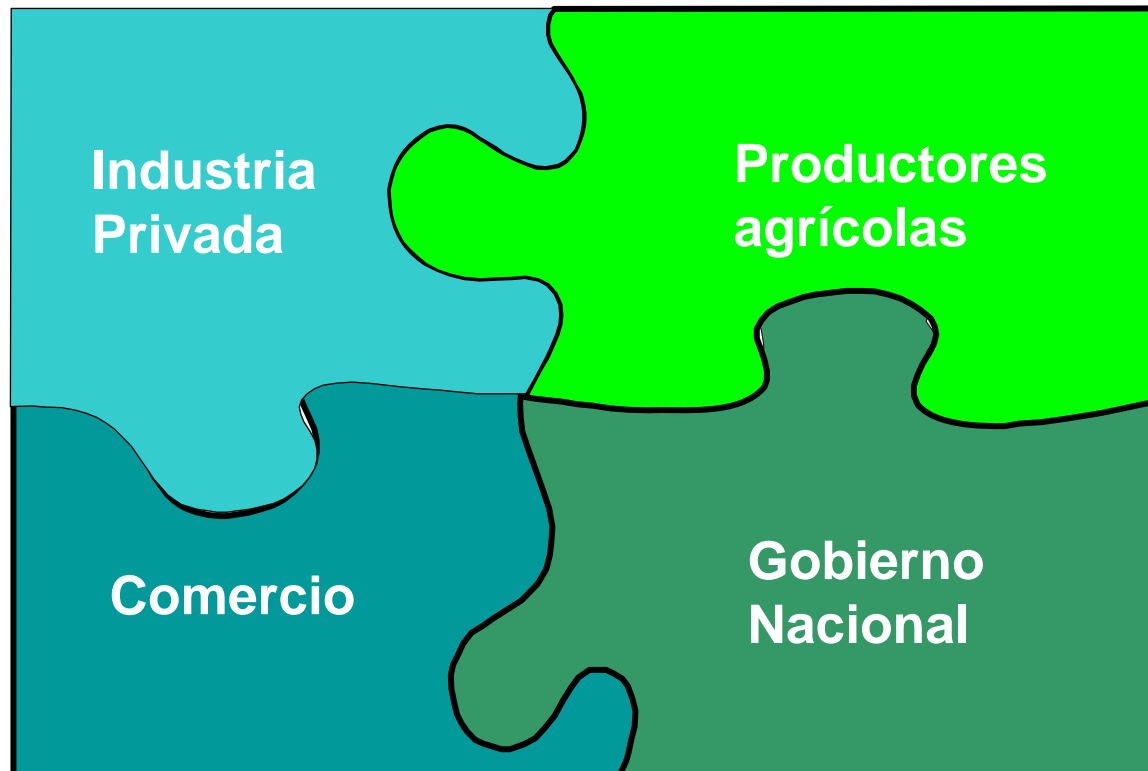 Industria
Privada
Productores
agrícolas
Comercio
Gobierno
Nacional